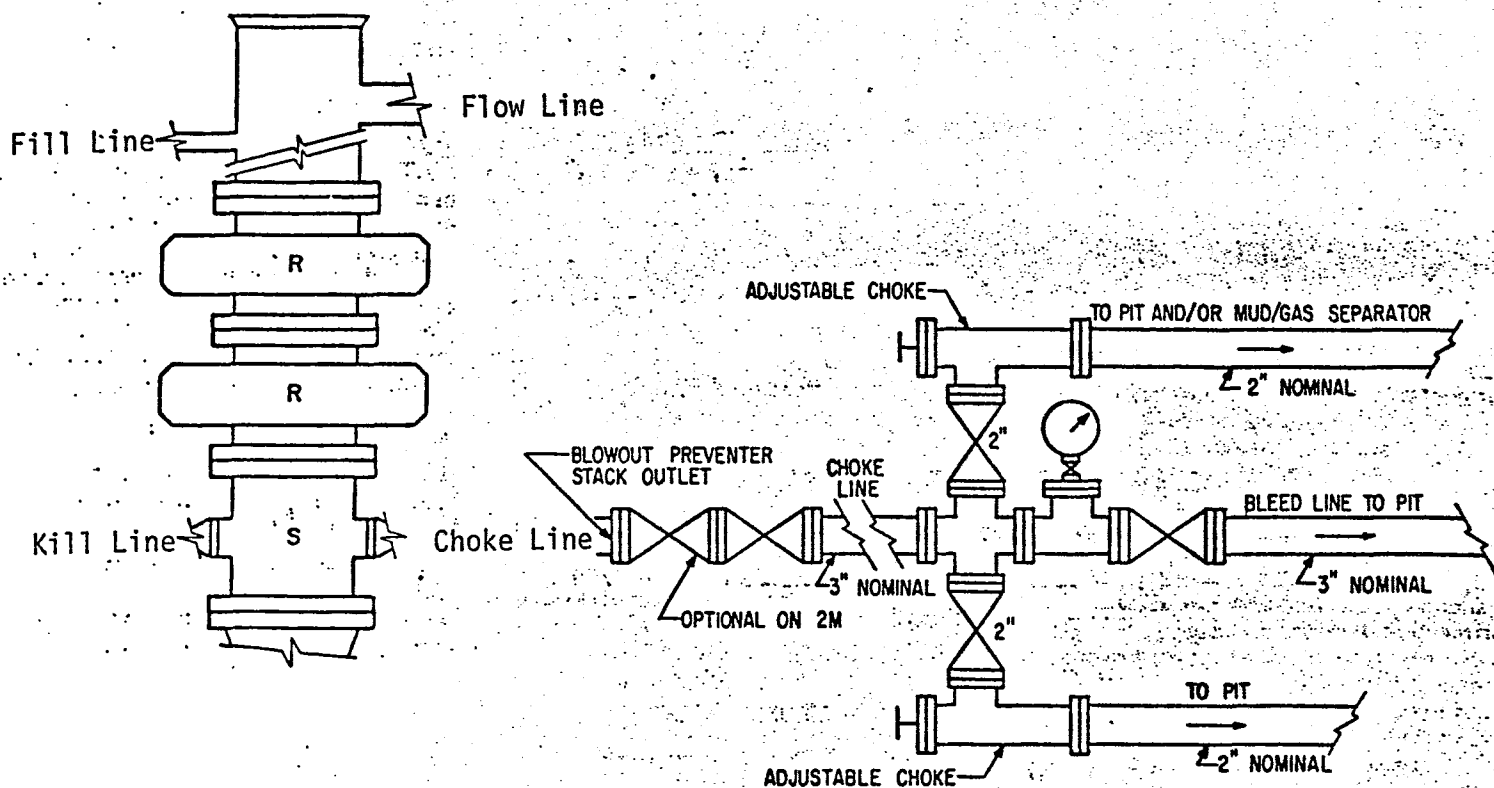 Flow Line
Fill Line
R
R
S
Kill Line
Choke Line
ADJUSTABLE CHOKE
TO PIT AND/OR MUD/GAS SEPARATOR
2" NOMINAL
2"
BLOWOUT PREVENTER
STACK OUTLET
CHOKE
LINE
BLEED LINE TO PIT
3" NOMINAL
3" NOMINAL
OPTIONAL ON 2M
2"
TO PIT
2" NOMINAL
ADJUSTABLE CHOKE